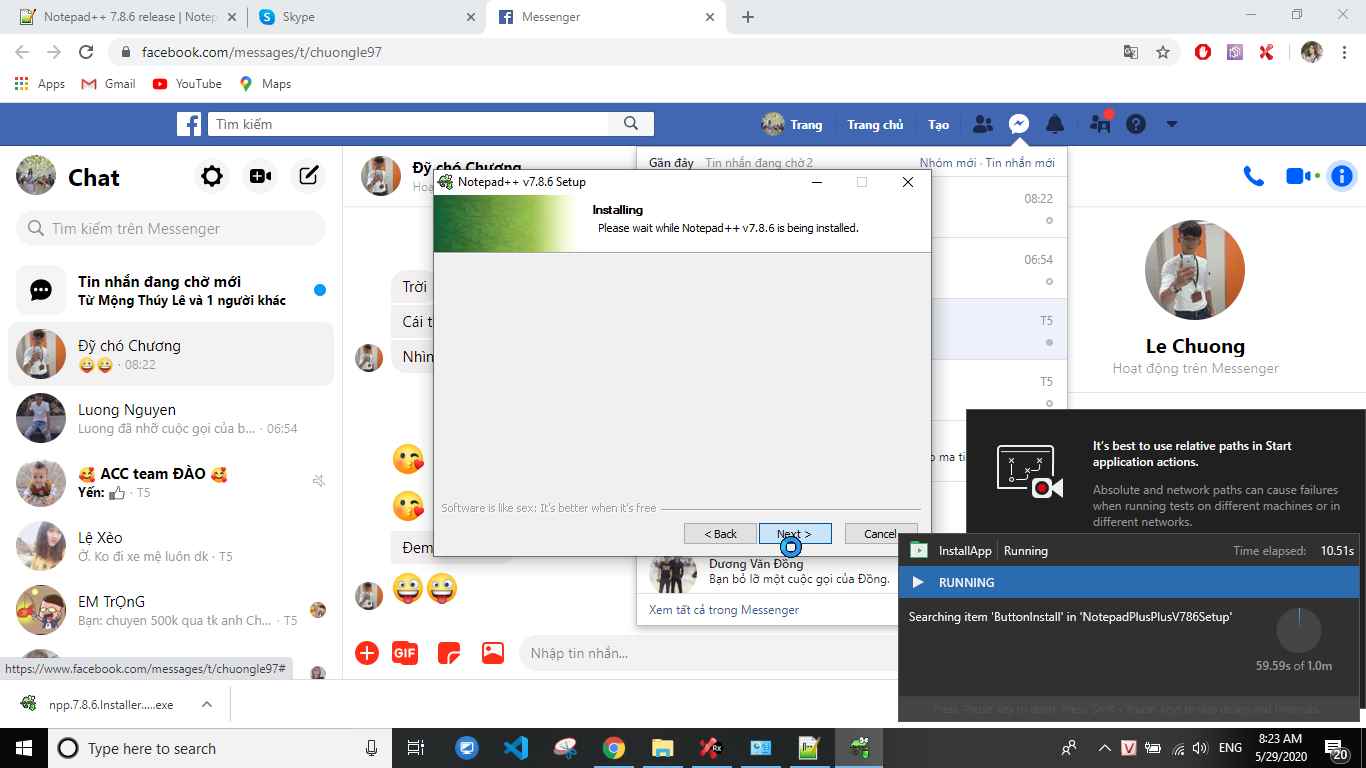 Notepad++ 7.8.6 release | Notep
Skype
Messenger
facebook.com/messages/t/chuongle97
Apps
Gmail
YouTube
Maps
Tìm kiếm
Trang
Trang chủ
Tạo
Chat
Tìm kiếm trên Messenger
Tin nhắn đang chờ mới
Từ Mộng Thúy Lê và 1 người khác
Đỹ chó Chương
😜😜 · 08:22
Luong Nguyen
Luong đã nhỡ cuộc gọi của b... · 06:54
🥰 ACC team ĐÀO 🥰
Yến: · T5
Lệ Xèo
Ờ. Ko đi xe mệ luôn dk · T5
EM TrỌnG
Bạn: chuyen 500k qua tk anh Ch... · T5
https://www.facebook.com/messages/t/chuongle97#
Đỹ chó Chương
Gần đây
Tin nhắn đang chờ 2
Nhóm mới · Tin nhắn mới
08:22
06:54
T5
T5
Trời
Cái t
Nhìn
Đem
Notepad++ v7.8.6 Setup
Installing
Please wait while Notepad++ v7.8.6 is being installed.
Software is like sex: It's better when it's free
< Back
Next >
Cancel
Dương Văn Đồng
Bạn bỏ lỡ một cuộc gọi của Đồng.
Xem tất cả trong Messenger
GIF
Nhập tin nhắn...
Le Chuong
Hoạt động trên Messenger
It's best to use relative paths in Start
application actions.
Absolute and network paths can cause failures
when running tests on different machines or in
different networks.
InstallApp
Running
Time elapsed: 10.51s
RUNNING
Searching item 'ButtonInstall' in 'NotepadPlusPlusV786Setup'
59.59s of 1.0m
npp.7.8.6.Installer.....exe
Type here to search
ENG
8:23 AM
5/29/2020
20